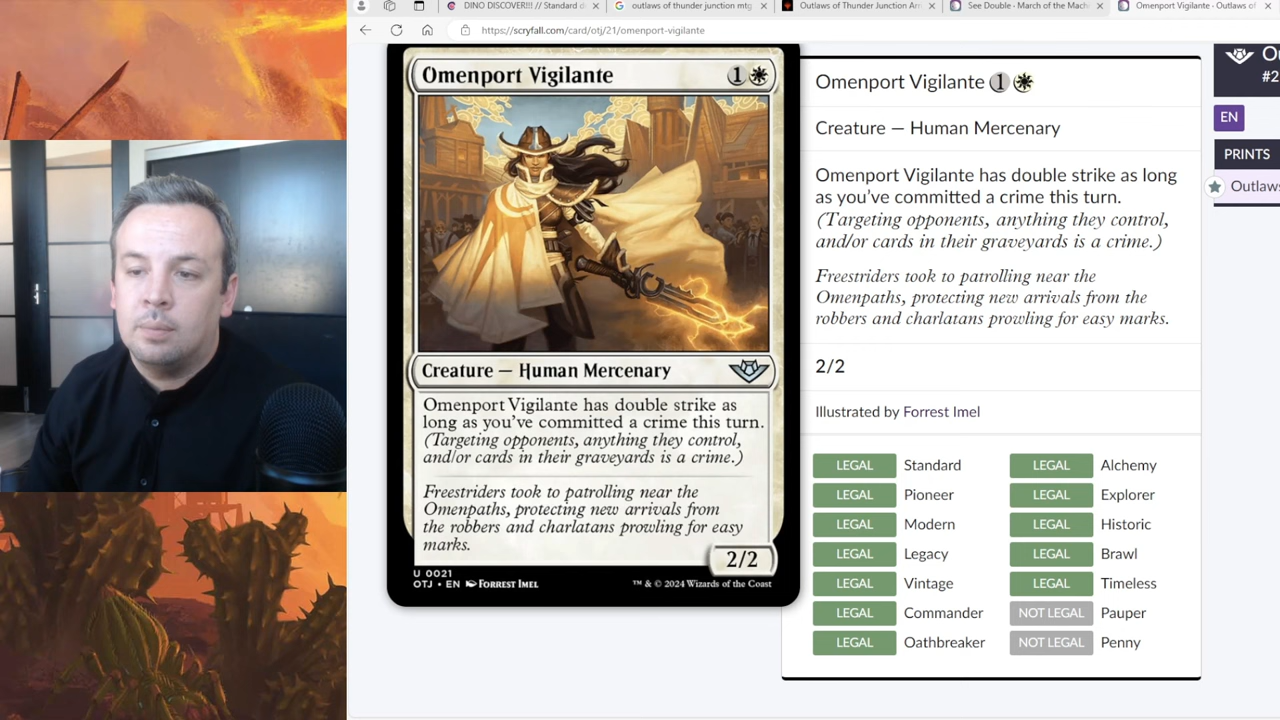 DINO DISCOVER!!! // Standard d
outlaws of thunder junction mtg
Outlaws of Thunder Junction Are
See Double - March of the Mach
Omenport Vigilante - Outlaws of
https://scryfall.com/card/otj/21/omenport-vigilante
Omenport Vigilante 1
Creature — Human Mercenary
Omenport Vigilante has double strike as
long as you've committed a crime this turn.
(Targeting opponents, anything they control,
and/or cards in their graveyards is a crime.)
Freestriders took to patrolling near the
Omenpaths, protecting new arrivals from
the robbers and charlatans prowling for easy
marks.
2/2
U 0021
OTJ • EN FORREST IMEL
™ & © 2024 Wizards of the Coast
Omenport Vigilante 1
Creature — Human Mercenary
Omenport Vigilante has double strike as long
as you've committed a crime this turn.
(Targeting opponents, anything they control,
and/or cards in their graveyards is a crime.)
Freestriders took to patrolling near the
Omenpaths, protecting new arrivals from the
robbers and charlatans prowling for easy marks.
2/2
Illustrated by Forrest Imel
LEGAL Standard LEGAL Alchemy
LEGAL Pioneer LEGAL Explorer
LEGAL Modern LEGAL Historic
LEGAL Legacy LEGAL Brawl
LEGAL Vintage LEGAL Timeless
LEGAL Commander NOT LEGAL Pauper
LEGAL Oathbreaker NOT LEGAL Penny
Ou
#2
EN
PRINTS
Outlaws